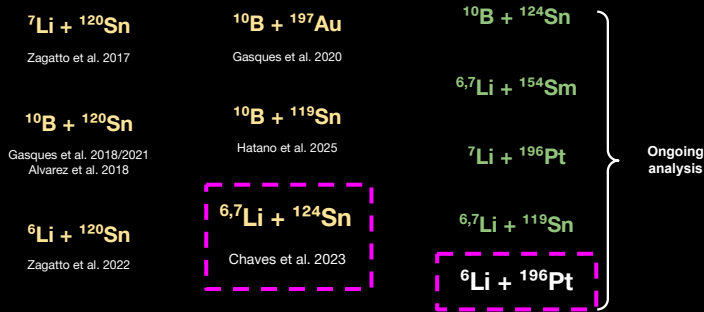 ⁷Li + ¹²⁰Sn
Zagatto et al. 2017
¹⁰B + ¹²⁰Sn
Gasques et al. 2018/2021
Alvarez et al. 2018
⁶Li + ¹²⁰Sn
Zagatto et al. 2022
¹⁰B + ¹⁹⁷Au
Gasques et al. 2020
¹⁰B + ¹¹⁹Sn
Hatano et al. 2025
⁶,⁷Li + ¹²⁴Sn
Chaves et al. 2023
¹⁰B + ¹²⁴Sn
⁶,⁷Li + ¹⁵⁴Sm
⁷Li + ¹⁹⁶Pt
⁶,⁷Li + ¹¹⁹Sn
⁶Li + ¹⁹⁶Pt
Ongoing
analysis